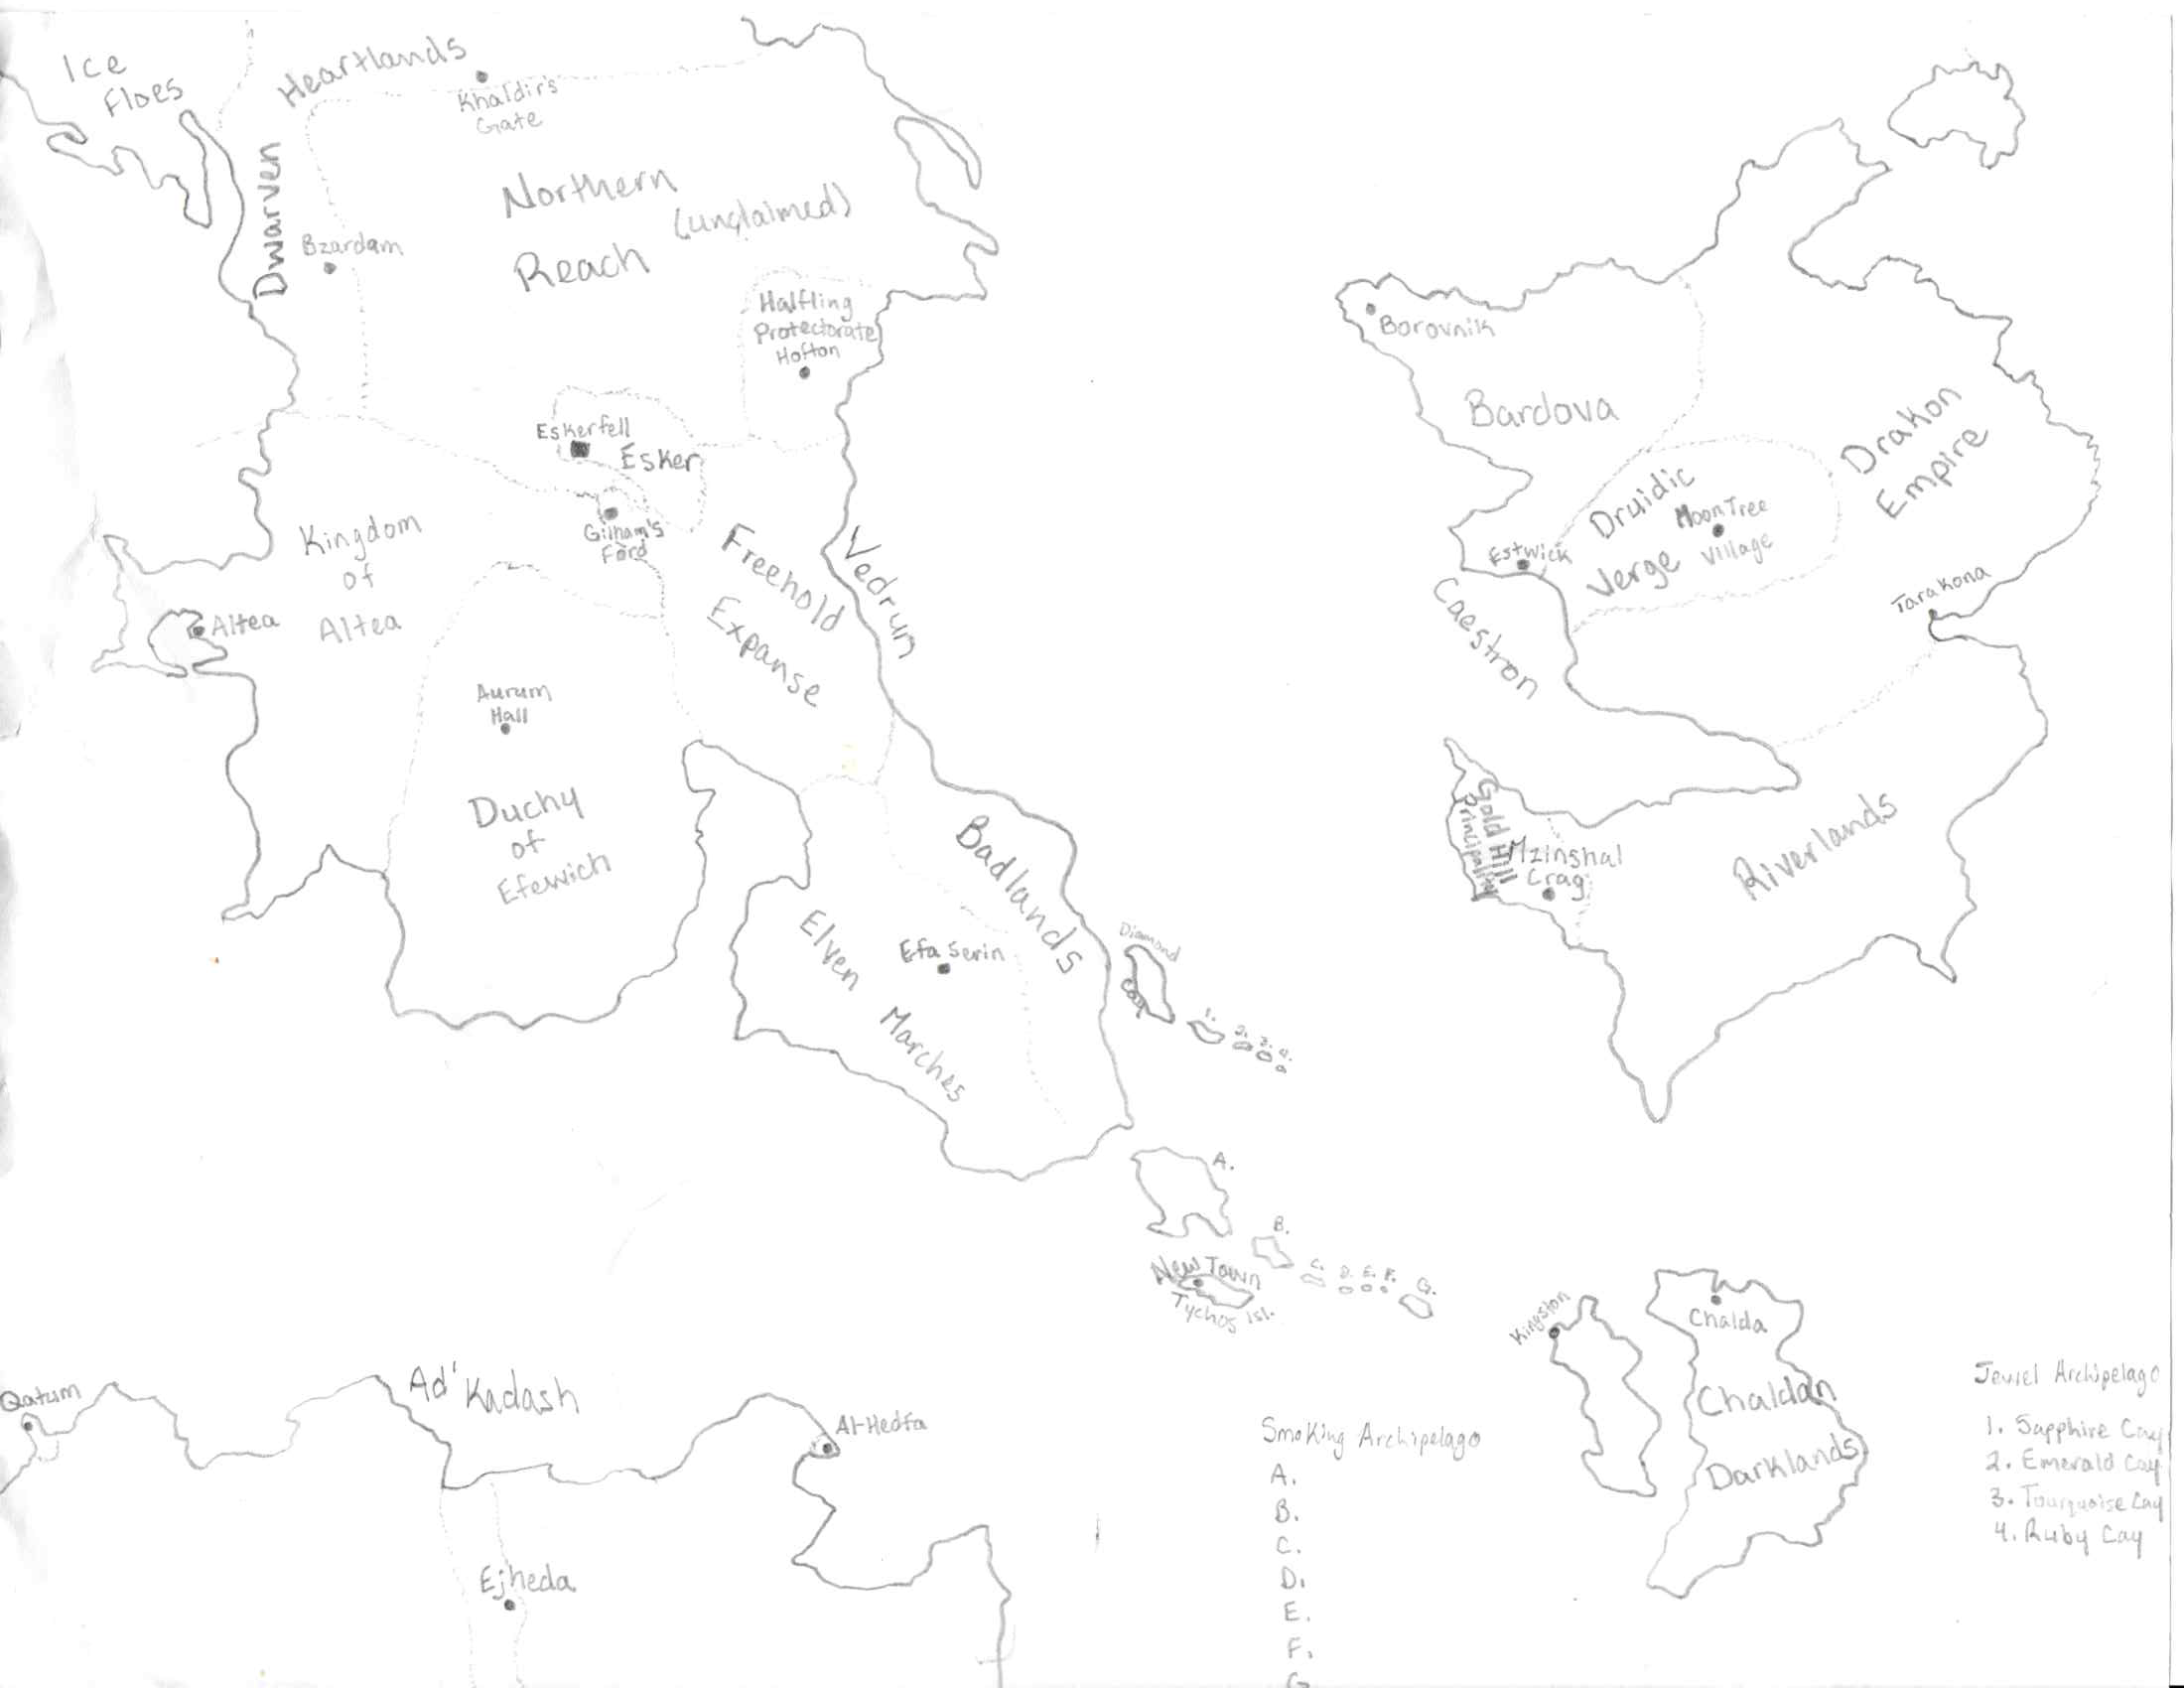 Ice
Floes
Dwarven
Heartlands
Khaldir's
Gate
Northern
Reach
(unclaimed)
Bzardam
Halfling
Protectorate
Hofton
Eskerfell
Esker
Gilham's
Ford
Kingdom
of
Altea
Altea
Freehold
Expanse
Vedrun
Aurum
Hall
Duchy
of
Efewich
Badlands
Elven
Marches
Efa Serin
Diamond
Cay
1.
2.
3.
4.
A.
B.
C.
D.
E.
F.
G.
New Town
Tychos Isl.
Borovnik
Bardova
Drakon
Empire
Druidic
Verge
Moon Tree
Village
Estwick
Caestron
Tarakona
Gold Hill
Principality
Mzinshal
Crag
Riverlands
Kingston
Chalda
Chaldan
Darklands
Qatum
Ad'Kadash
Al-Hedfa
Ejheda
Smoking Archipelago
A.
B.
C.
D.
E.
F.
G
Jewel Archipelago
1. Sapphire Cay
2. Emerald Cay
3. Tourquoise Cay
4. Ruby Cay